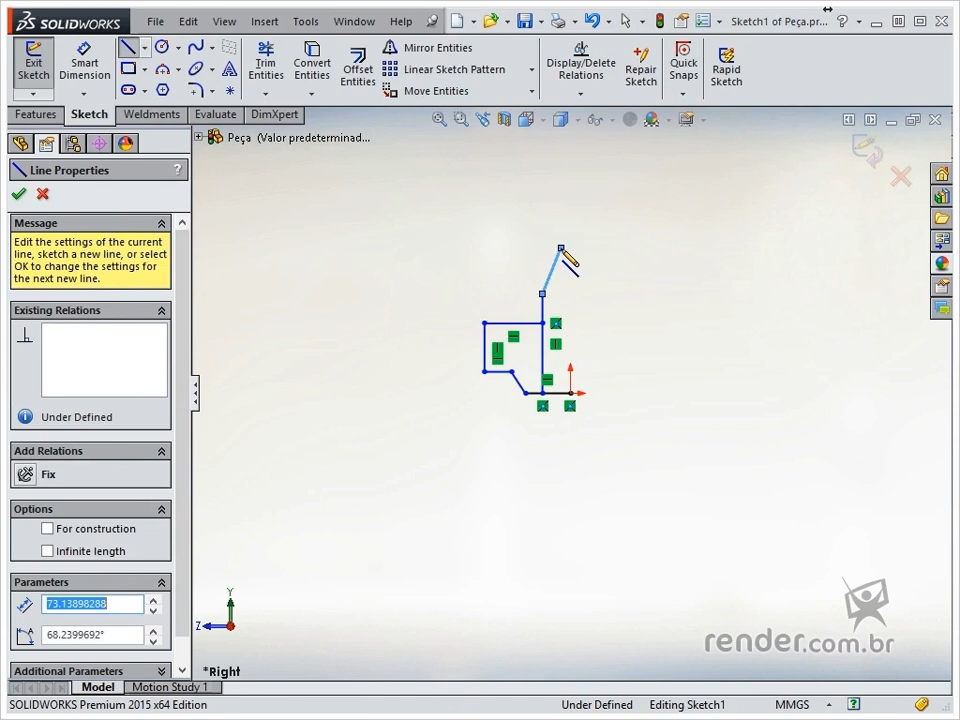 SOLIDWORKS
File Edit View Insert Tools Window Help
Sketch1 of Peça.pr...
Exit Sketch
Smart Dimension
Trim Entities
Convert Entities
Offset Entities
Mirror Entities
Linear Sketch Pattern
Move Entities
Display/Delete Relations
Repair Sketch
Quick Snaps
Rapid Sketch
Features Sketch Weldments Evaluate DimXpert
Peça (Valor predeterminad...
Line Properties ?
Message
Edit the settings of the current
line, sketch a new line, or select
OK to change the settings for
the next new line.
Existing Relations
Under Defined
Add Relations
Fix
Options
For construction
Infinite length
Parameters
73.13898288
68.2399692°
Additional Parameters
Y
Z
*Right
render.com.br
Model Motion Study 1
SOLIDWORKS Premium 2015 x64 Edition Under Defined Editing Sketch1 MMGS